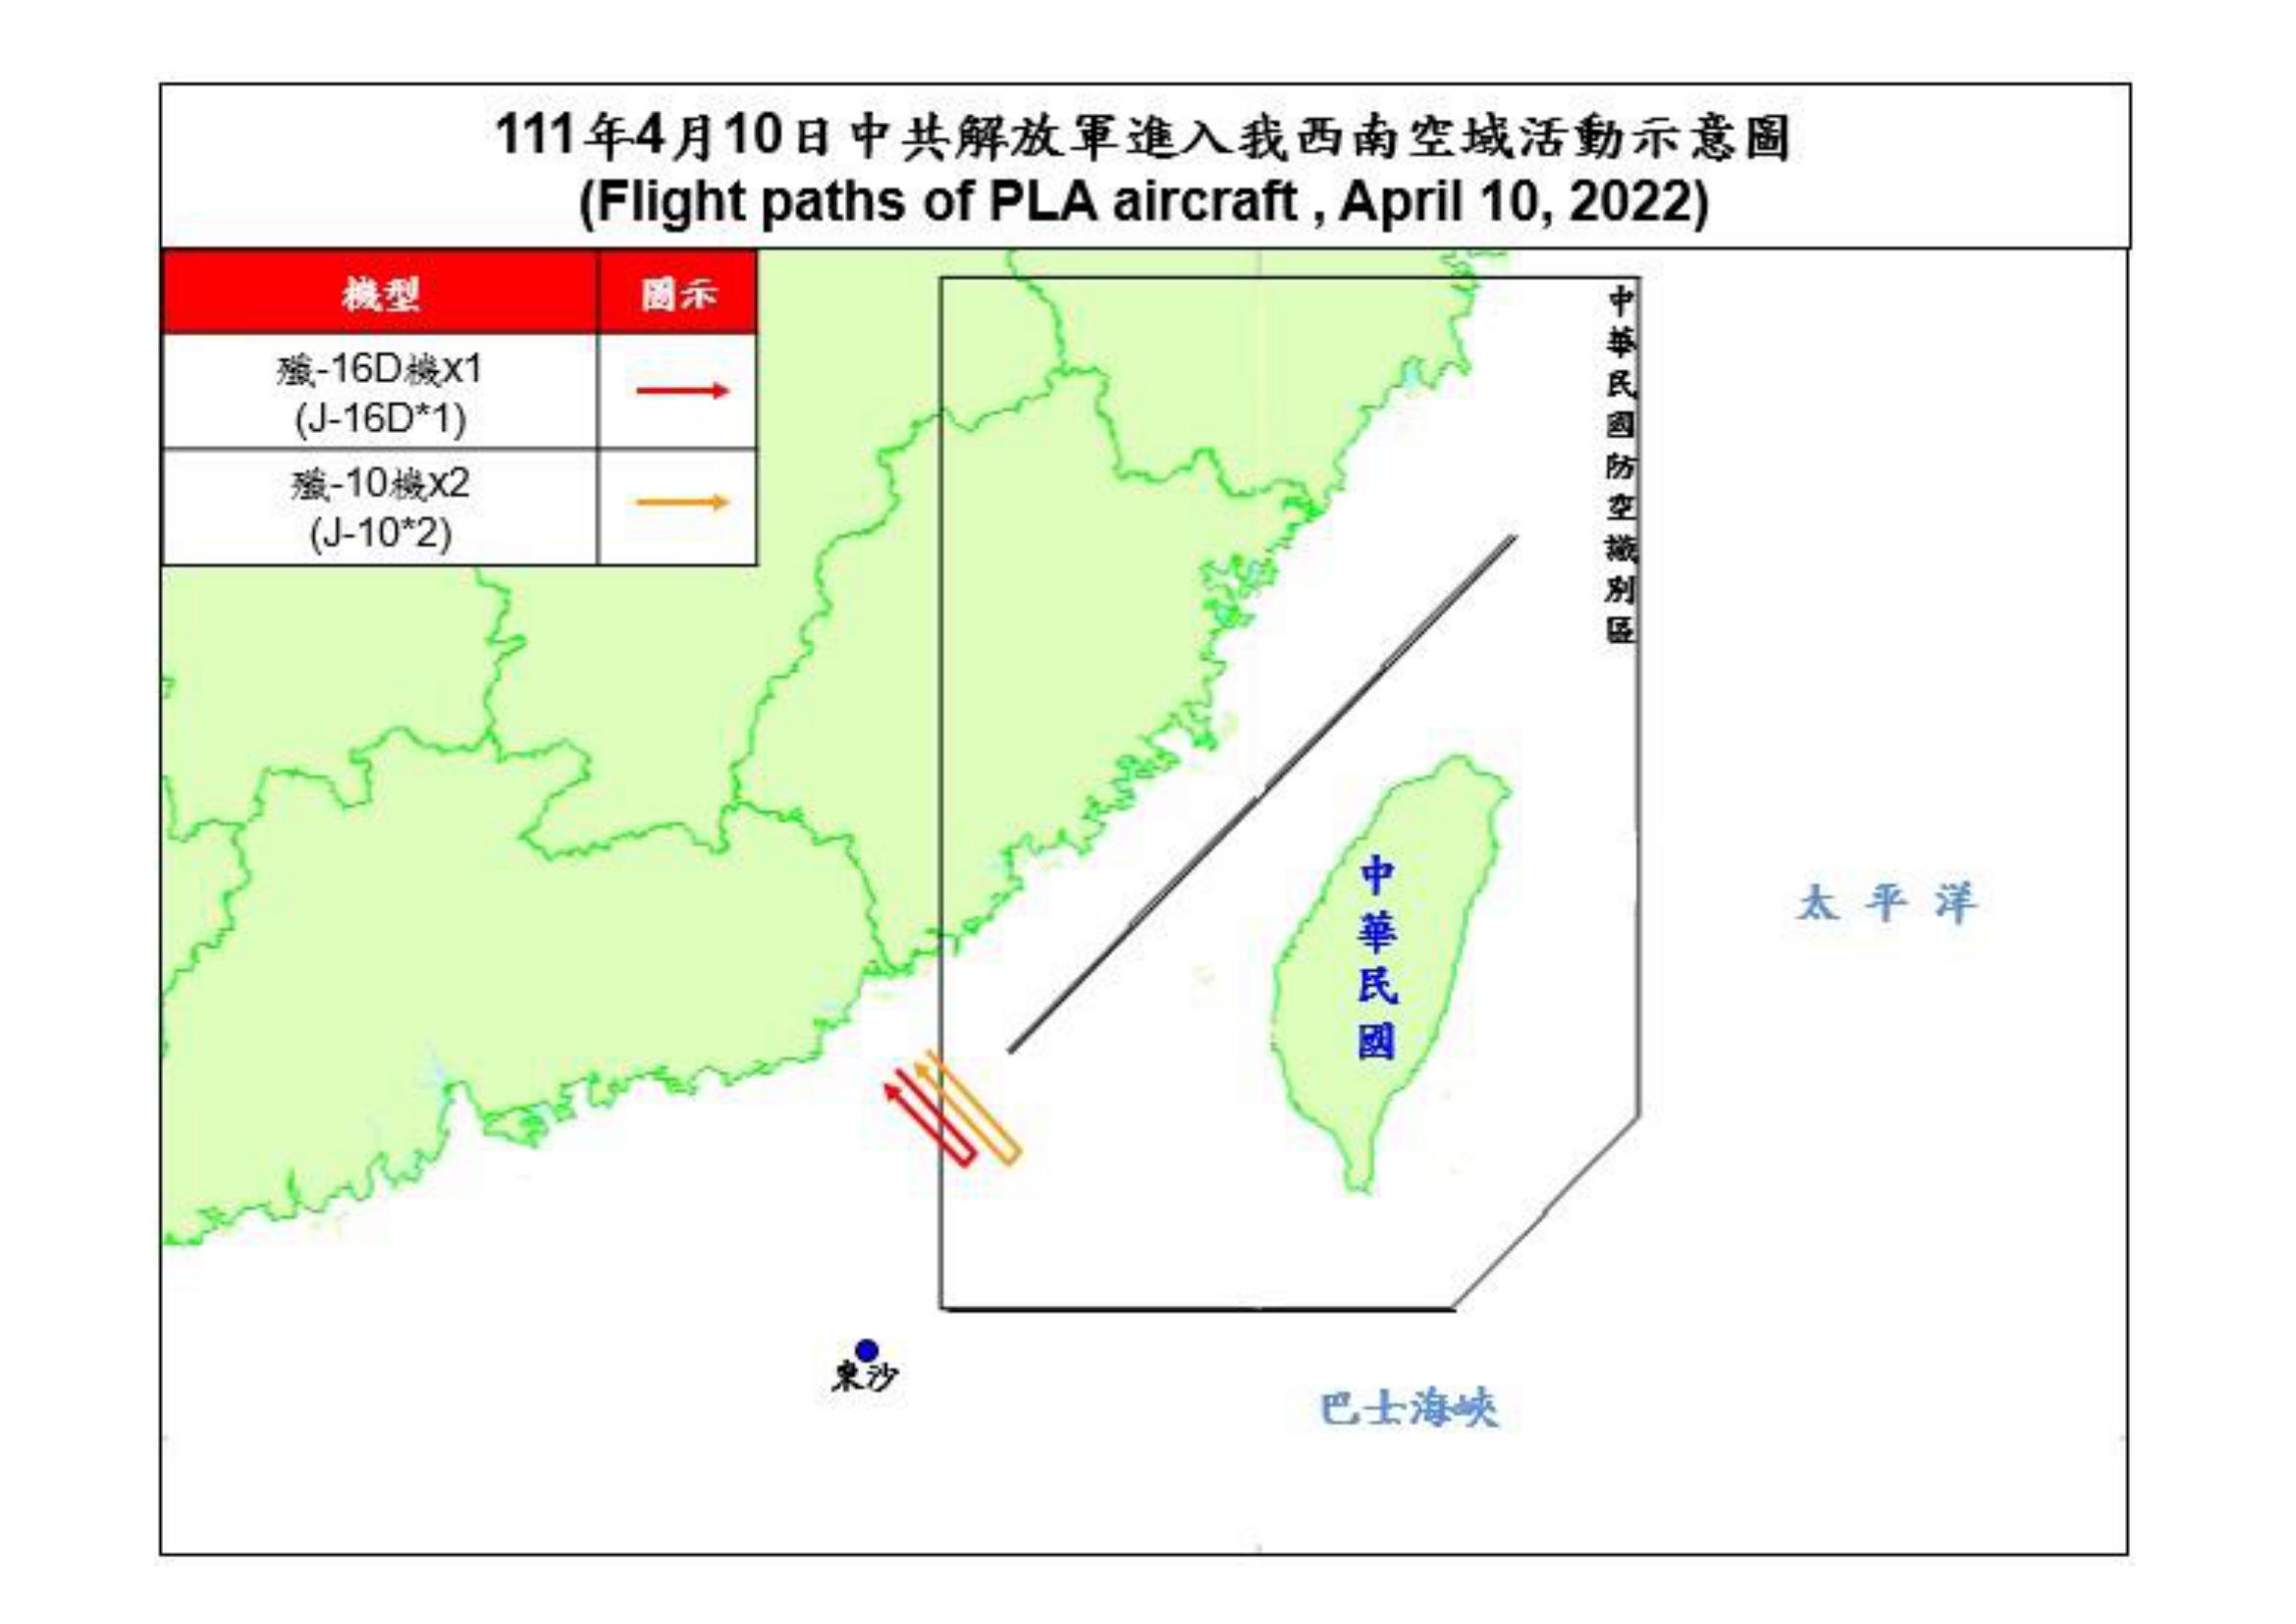 111年4月10日中共解放軍進入我西南空域活動示意圖
(Flight paths of PLA aircraft , April 10, 2022)
機型 圖示
殲-16D機x1
(J-16D*1)
殲-10機x2
(J-10*2)
中華民國防空識別區
中華民國
太平洋
東沙
巴士海峽